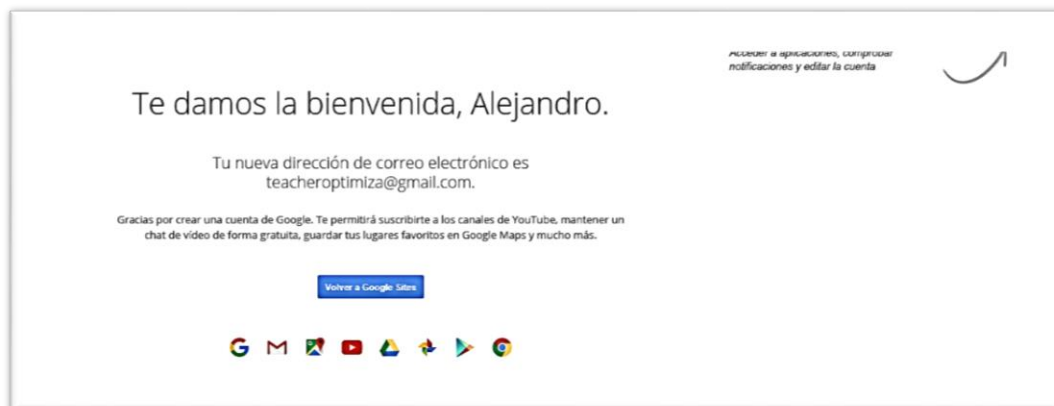 Acceder a aplicaciones, comprobar
notificaciones y editar la cuenta
Te damos la bienvenida, Alejandro.
Tu nueva dirección de correo electrónico es
teacheroptimiza@gmail.com.
Gracias por crear una cuenta de Google. Te permitirá suscribirte a los canales de YouTube, mantener un
chat de vídeo de forma gratuita, guardar tus lugares favoritos en Google Maps y mucho más.
Volver a Google Sites